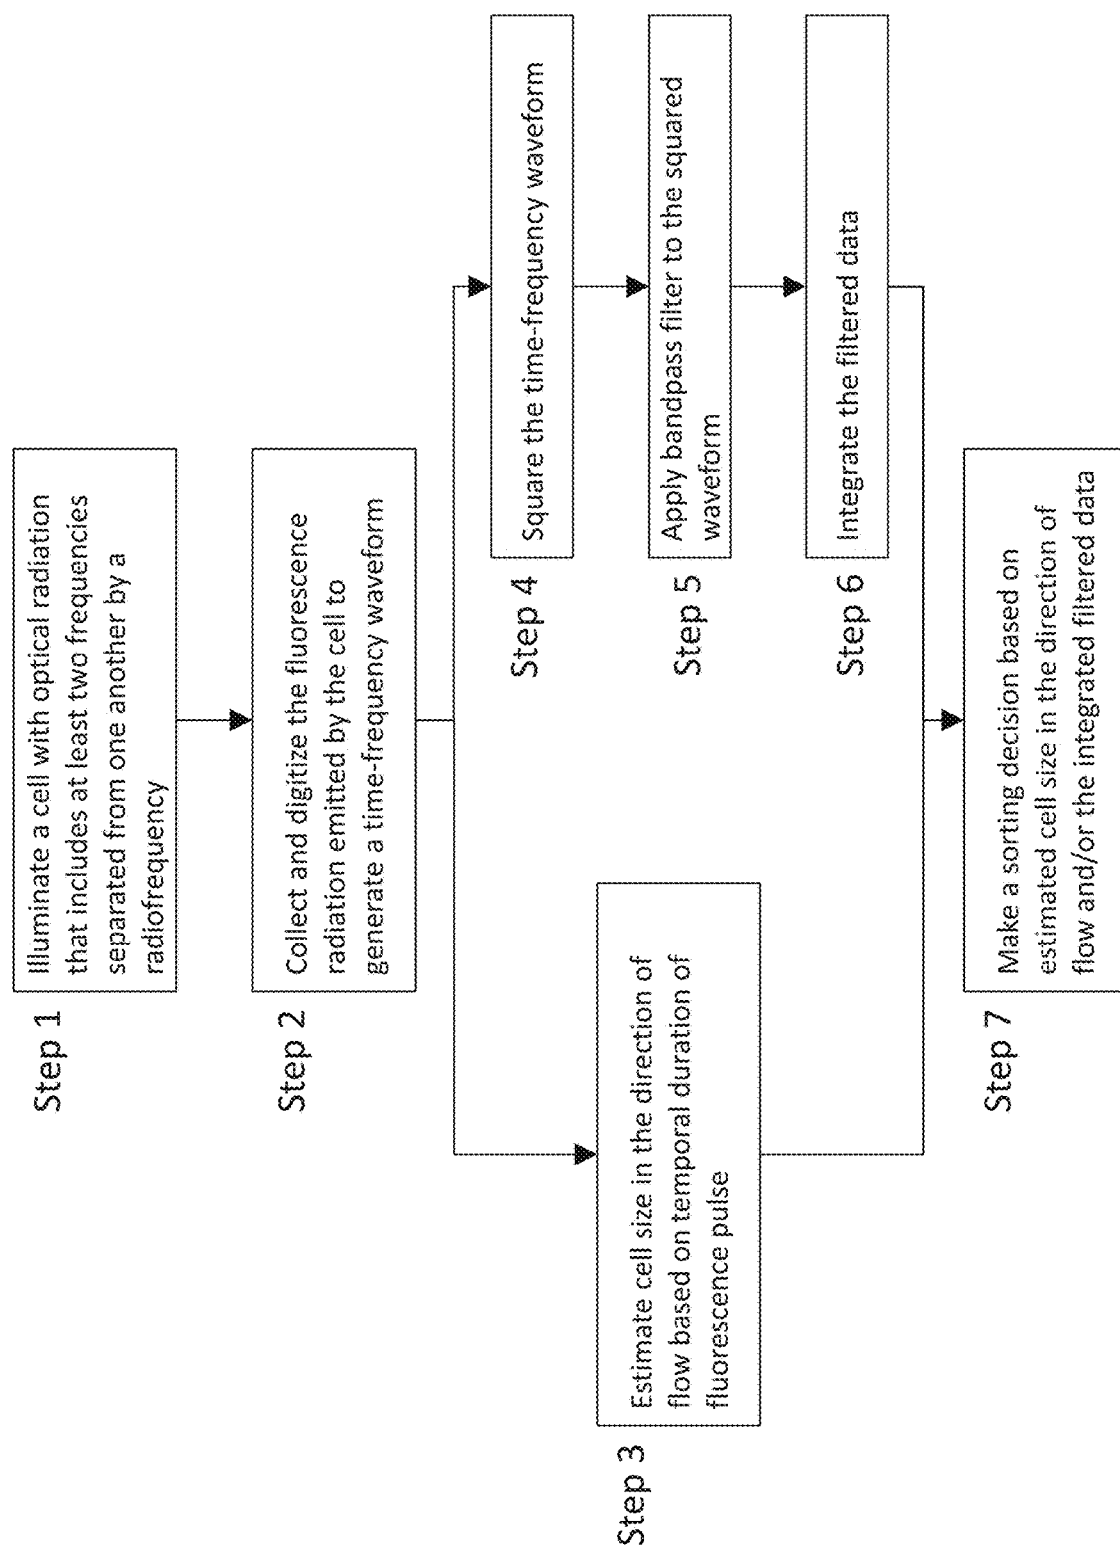 Step 1
Illuminate a cell with optical radiation
that includes at least two frequencies
separated from one another by a
radiofrequency
Step 2
Collect and digitize the fluorescence
radiation emitted by the cell to
generate a time-frequency waveform
Step 3
Estimate cell size in the direction of
flow based on temporal duration of
fluorescence pulse
Step 4
Square the time-frequency waveform
Step 5
Apply bandpass filter to the squared
waveform
Step 6
Integrate the filtered data
Step 7
Make a sorting decision based on
estimated cell size in the direction of
flow and/or the integrated filtered data